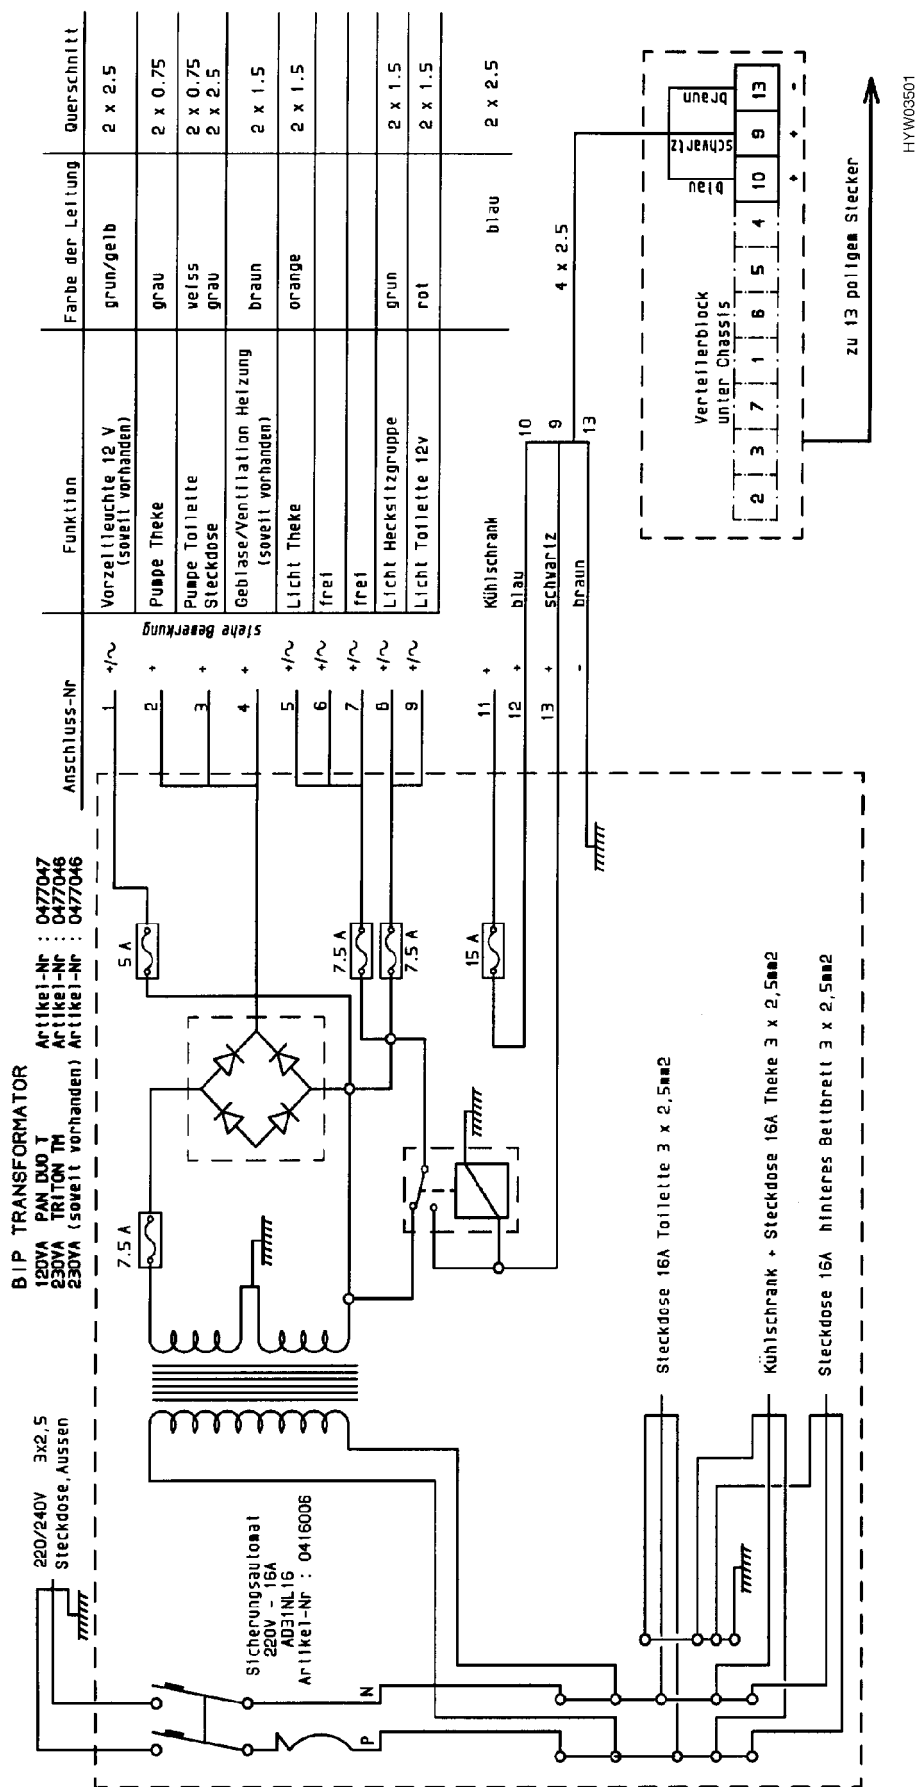 BIP TRANSFORMATOR
120VA PAN DUO T Artikel-Nr : 0477047
230VA TRITON TM Artikel-Nr : 0477046
230VA (soweit vorhanden) Artikel-Nr : 0477046
220/240V 3x2,5
Steckdose, Aussen
Sicherungsautomat
220V - 16A
AD31NL16
Artikel-Nr : 0416006
N
P
7.5 A
5 A
7.5 A
7.5 A
15 A
Steckdose 16A Toilette 3 x 2,5mm2
Kühlschrank + Steckdose 16A Theke 3 x 2,5mm2
Steckdose 16A hinteres Bettbrett 3 x 2,5mm2
Anschluss-Nr Funktion Farbe der Leitung Querschnitt
1 +/~ Vorzeltleuchte 12 V grun/gelb 2 x 2.5
(soweit vorhanden)
siehe Bemerkung
2 + Pumpe Theke grau 2 x 0.75
3 + Pumpe Toilette weiss 2 x 0.75
Steckdose grau 2 x 2.5
4 + Geblase/Ventilation Heizung braun 2 x 1.5
(soweit vorhanden)
5 +/~ Licht Theke orange 2 x 1.5
6 +/~ frei
7 +/~ frei
8 +/~ Licht Hecksitzgruppe grun 2 x 1.5
9 +/~ Licht Toilette 12v rot 2 x 1.5
11 + Kühlschrank blau 2 x 2.5
12 + blau 10
13 + schwartz 9
- braun 13
4 x 2.5
Verteilerblock
unter Chassis
blau
schwartz
braun
2 3 7 1 6 5 4 10 9 13
+ + -
zu 13 poligem Stecker
HYW03501